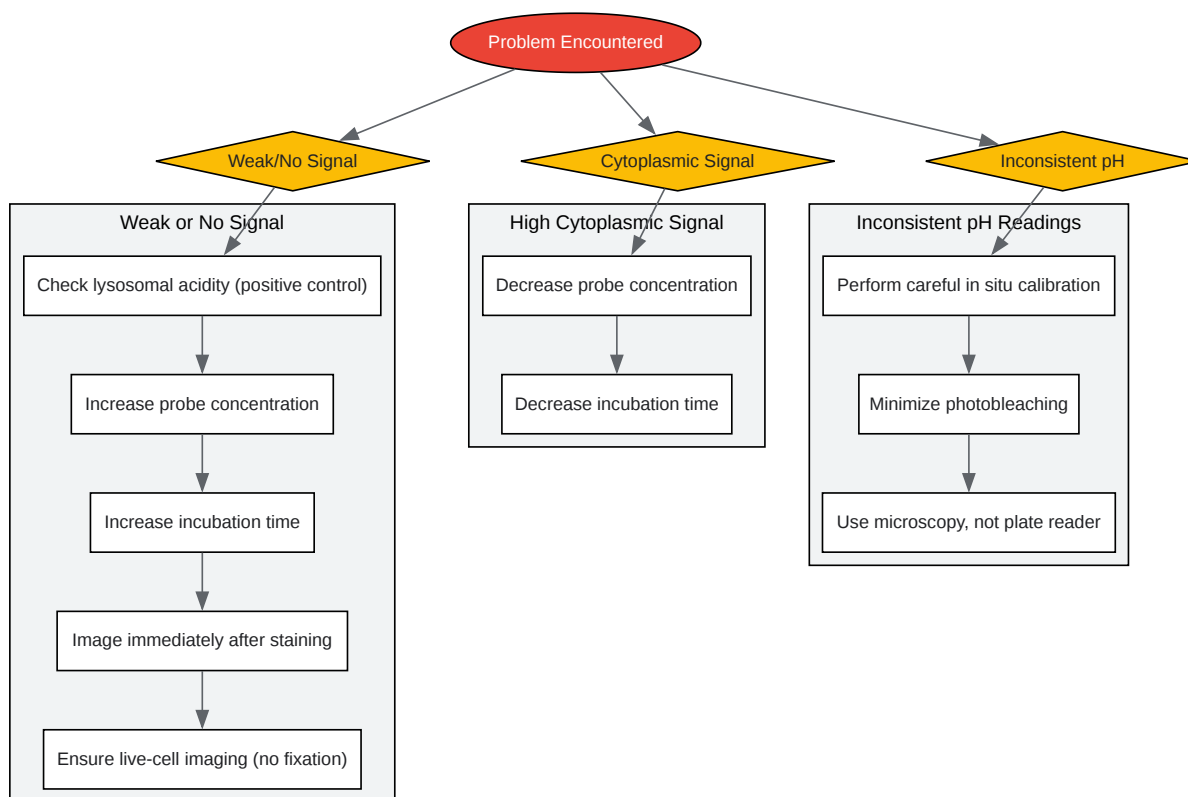 Problem Encountered
Weak/No Signal
Cytoplasmic Signal
Inconsistent pH
Weak or No Signal
Check lysosomal acidity (positive control)
Increase probe concentration
Increase incubation time
Image immediately after staining
Ensure live-cell imaging (no fixation)
High Cytoplasmic Signal
Decrease probe concentration
Decrease incubation time
Inconsistent pH Readings
Perform careful in situ calibration
Minimize photobleaching
Use microscopy, not plate reader